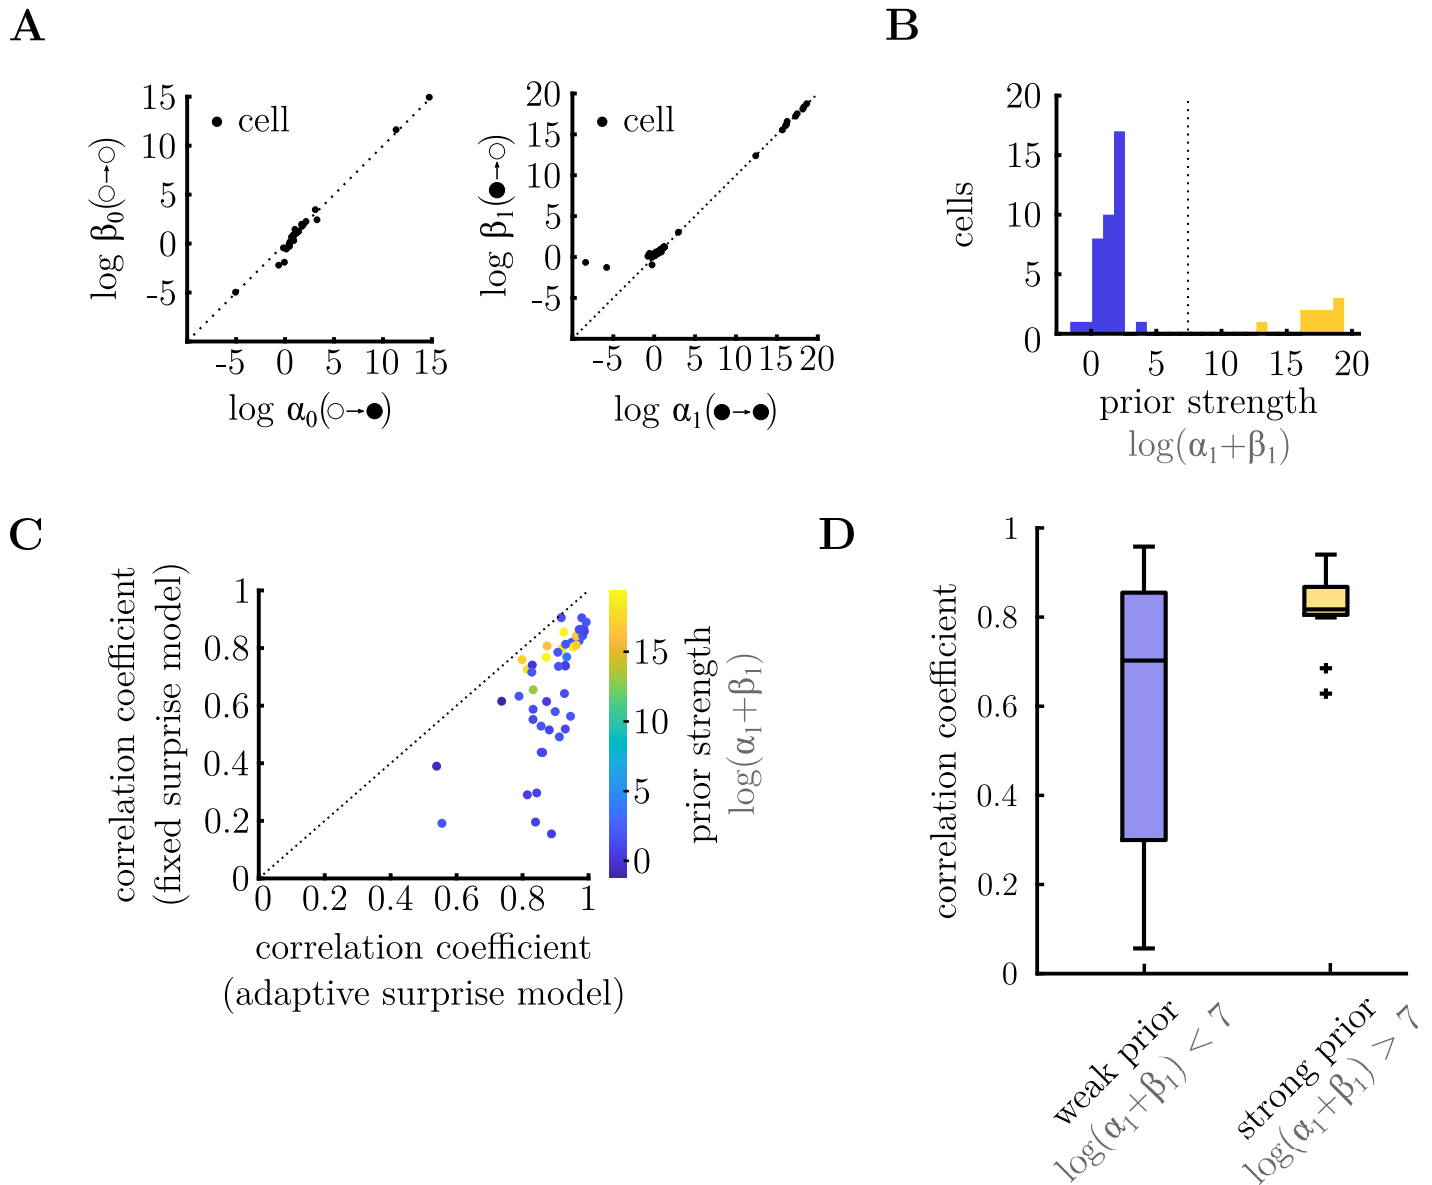 A
15
10
5
0
-5
-5 0 5 10 15
cell
log β0(○→○)
log α0(○→●)
20
15
10
5
0
-5
-5 0 5 10 15 20
cell
log β1(●→○)
log α1(●→●)
B
20
15
10
5
0
0 5 10 15 20
cells
prior strength
log(α1+β1)
C
correlation coefficient
(fixed surprise model)
1
0.8
0.6
0.4
0.2
0
0 0.2 0.4 0.6 0.8 1
correlation coefficient
(adaptive surprise model)
15
10
5
0
prior strength
log(α1+β1)
D
correlation coefficient
1
0.8
0.6
0.4
0.2
0
weak prior
log(α1+β1) < 7
strong prior
log(α1+β1) > 7